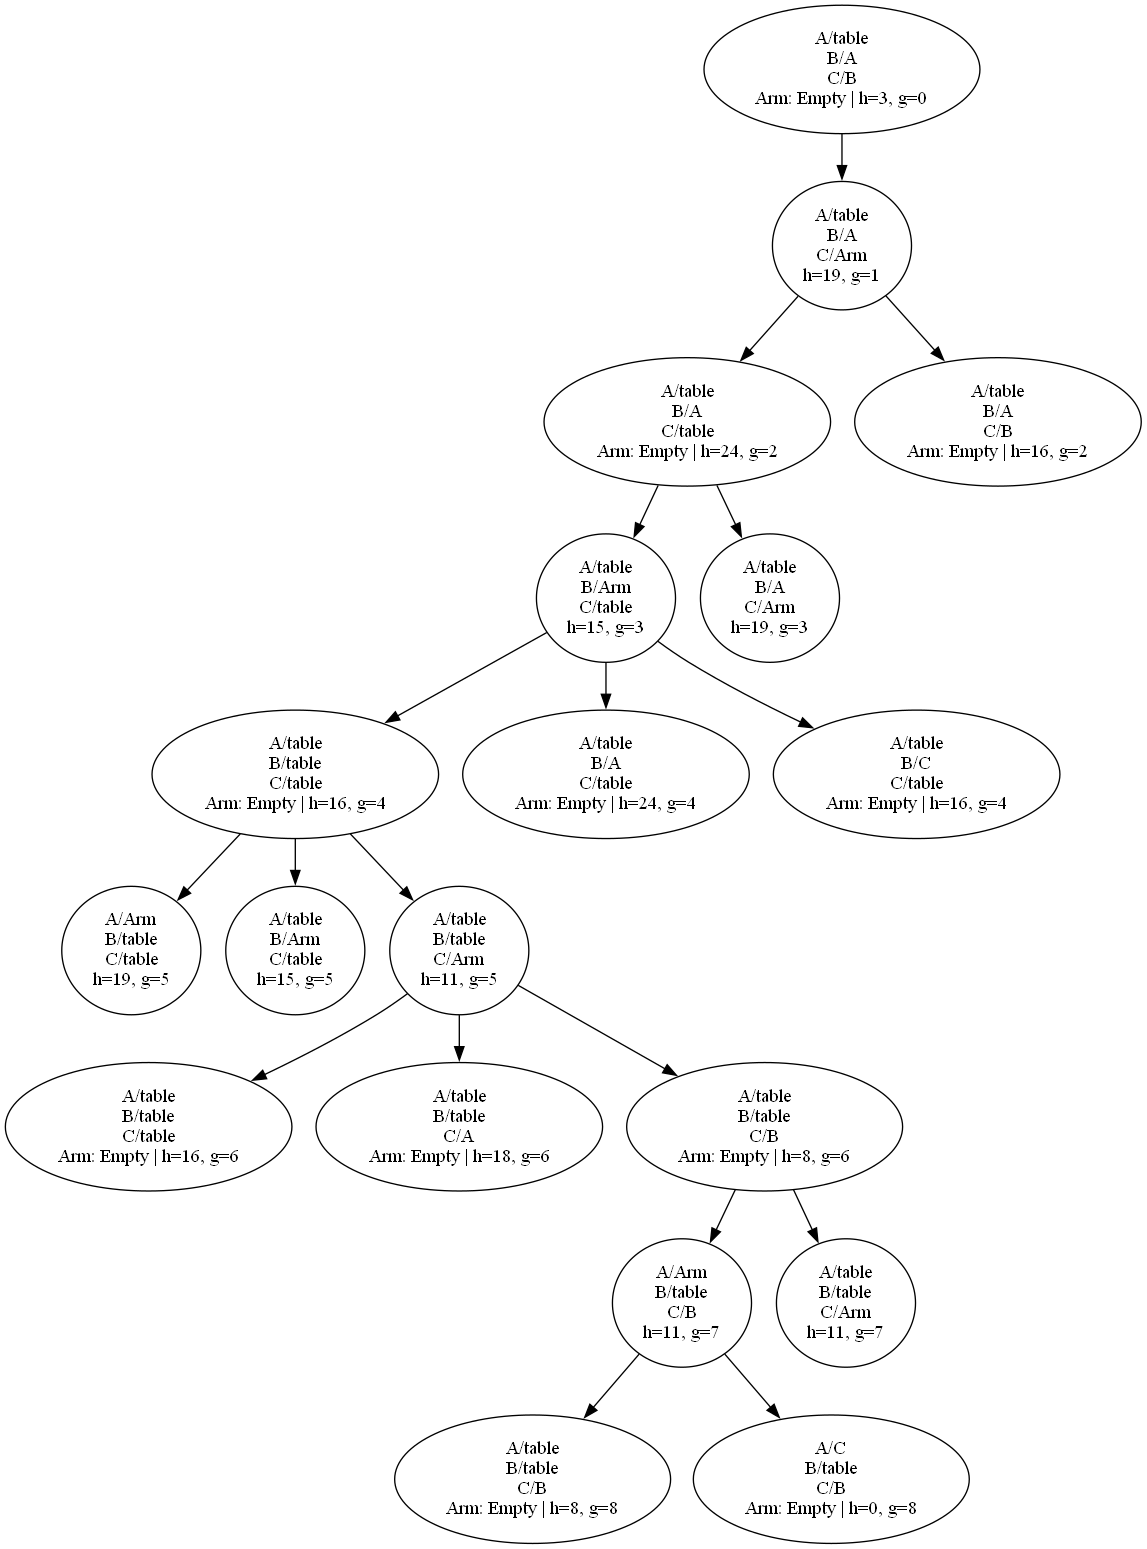 A/table
B/A
C/B
Arm: Empty | h=3, g=0
A/table
B/A
C/Arm
h=19, g=1
A/table
B/A
C/table
Arm: Empty | h=24, g=2
A/table
B/A
C/B
Arm: Empty | h=16, g=2
A/table
B/Arm
C/table
h=15, g=3
A/table
B/A
C/Arm
h=19, g=3
A/table
B/table
C/table
Arm: Empty | h=16, g=4
A/table
B/A
C/table
Arm: Empty | h=24, g=4
A/table
B/C
C/table
Arm: Empty | h=16, g=4
A/Arm
B/table
C/table
h=19, g=5
A/table
B/Arm
C/table
h=15, g=5
A/table
B/table
C/Arm
h=11, g=5
A/table
B/table
C/table
Arm: Empty | h=16, g=6
A/table
B/table
C/A
Arm: Empty | h=18, g=6
A/table
B/table
C/B
Arm: Empty | h=8, g=6
A/Arm
B/table
C/B
h=11, g=7
A/table
B/table
C/Arm
h=11, g=7
A/table
B/table
C/B
Arm: Empty | h=8, g=8
A/C
B/table
C/B
Arm: Empty | h=0, g=8